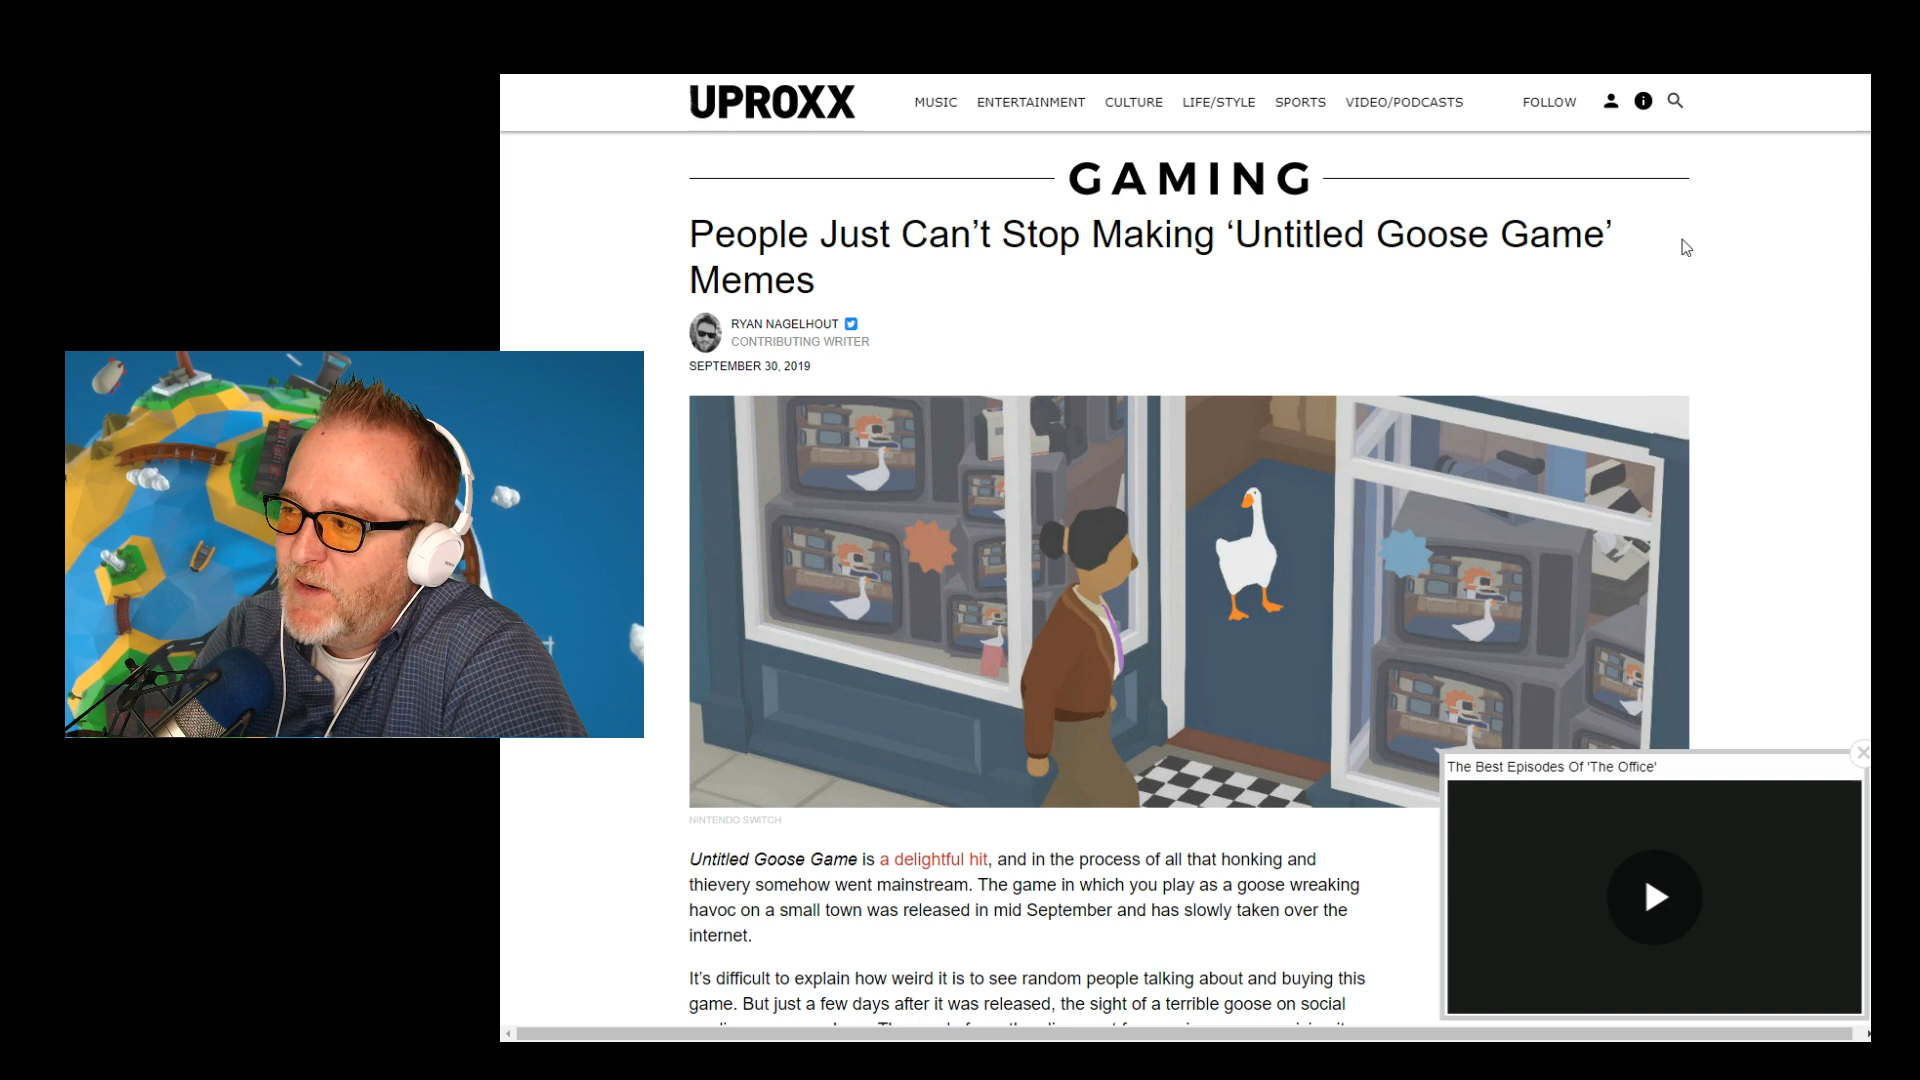 UPROXX
MUSIC ENTERTAINMENT CULTURE LIFE/STYLE SPORTS VIDEO/PODCASTS FOLLOW
GAMING
People Just Can’t Stop Making ‘Untitled Goose Game’
Memes
RYAN NAGELHOUT
CONTRIBUTING WRITER
SEPTEMBER 30, 2019
NINTENDO SWITCH
Untitled Goose Game is a delightful hit, and in the process of all that honking and
thievery somehow went mainstream. The game in which you play as a goose wreaking
havoc on a small town was released in mid September and has slowly taken over the
internet.
It’s difficult to explain how weird it is to see random people talking about and buying this
game. But just a few days after it was released, the sight of a terrible goose on social
The Best Episodes Of 'The Office'